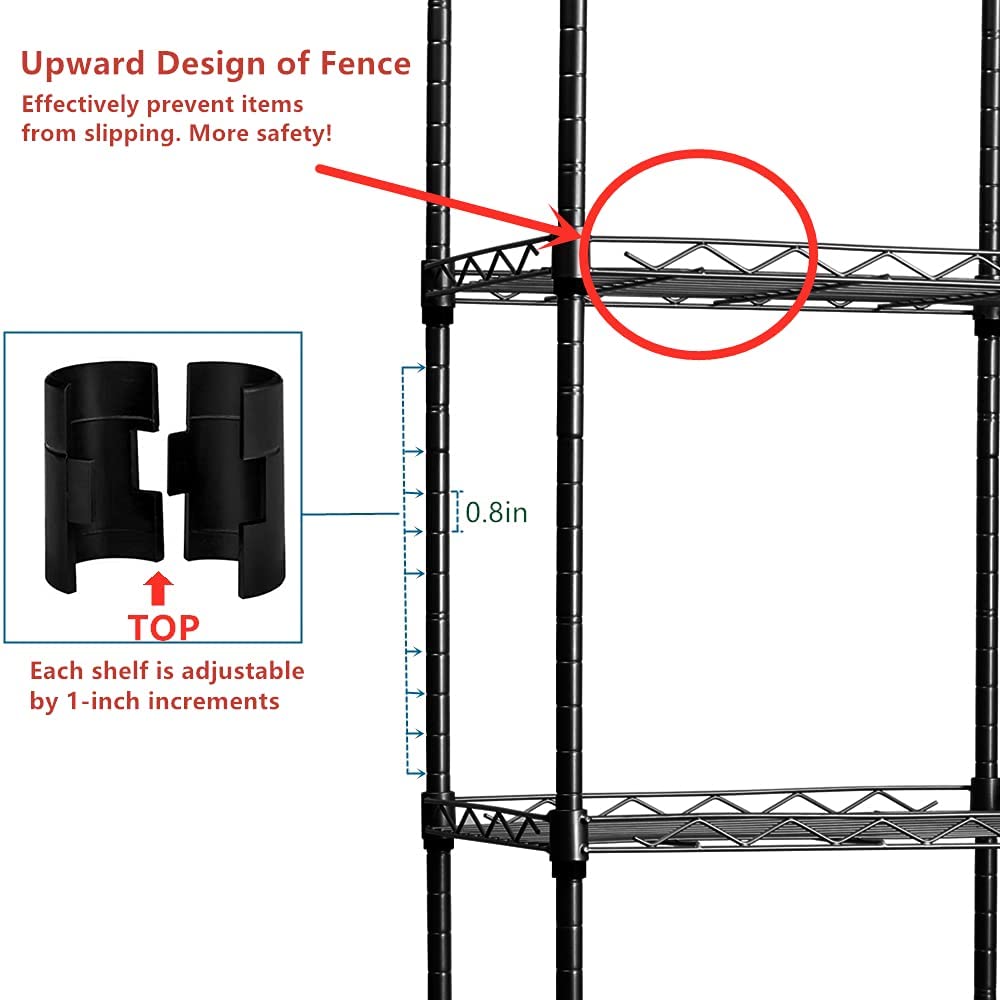 Upward Design of Fence
Effectively prevent items
from slipping. More safety!
0.8in
TOP
Each shelf is adjustable
by 1-inch increments